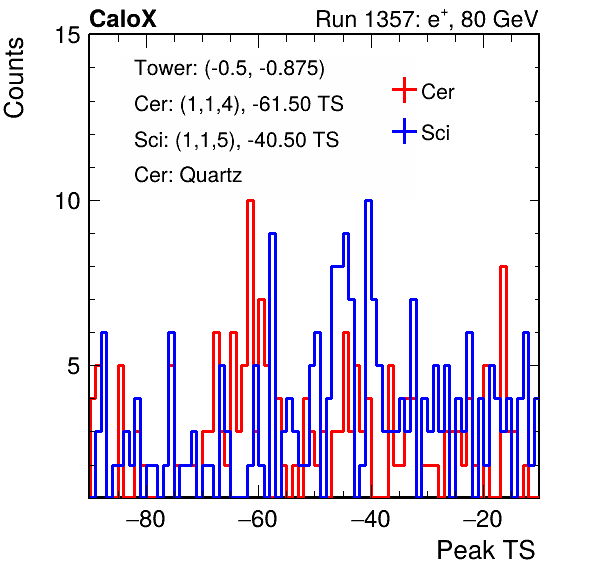 CaloX Run 1357: e⁺, 80 GeV
Counts
15
Tower: (-0.5, -0.875)
Cer: (1,1,4), -61.50 TS
Sci: (1,1,5), -40.50 TS
Cer: Quartz
Cer
Sci
10
5
−80 −60 −40 −20
Peak TS